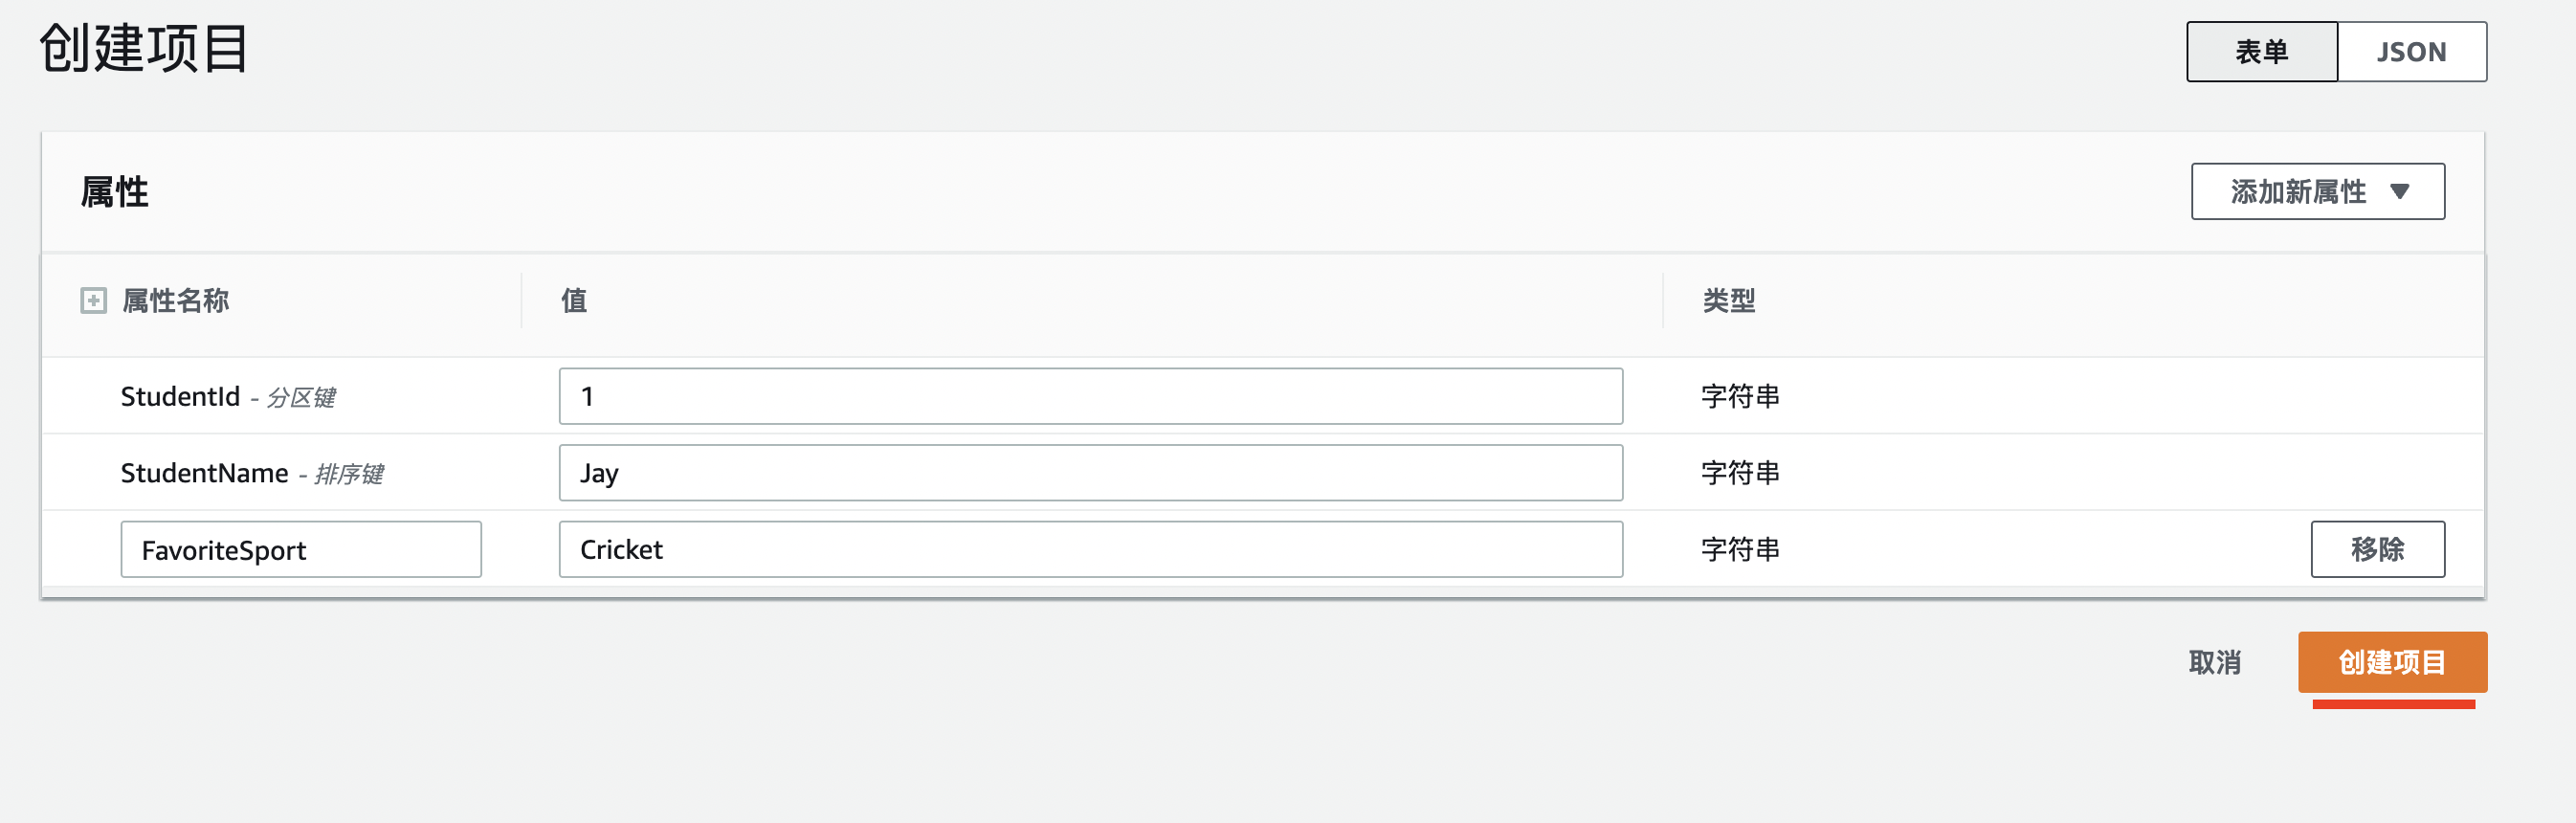 创建项目
表单 JSON
属性
添加新属性
属性名称 值 类型
StudentId - 分区键 1 字符串
StudentName - 排序键 Jay 字符串
FavoriteSport Cricket 字符串 移除
取消 创建项目